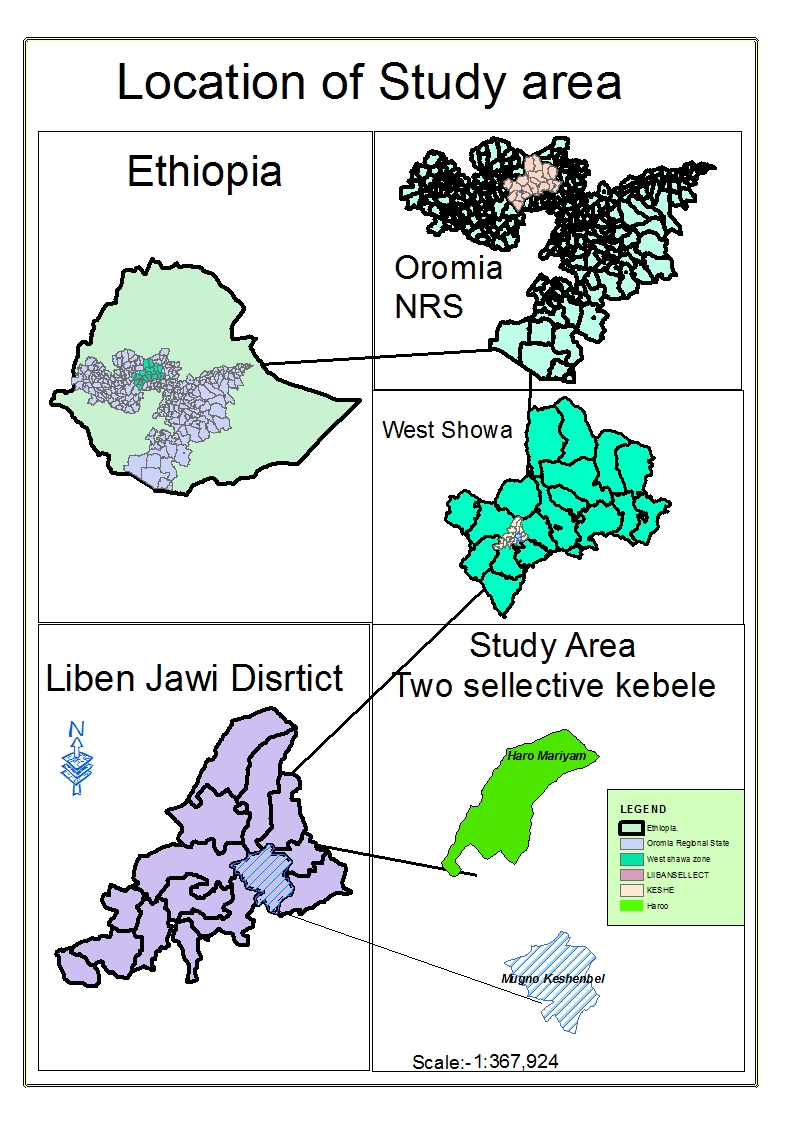 Location of Study area
Ethiopia
Oromia
NRS
West Showa
Liben Jawi Disrtict
N
Study Area
Two sellective kebele
Haro Mariyam
LEGEND
Ethiopia.
Oromia Regional State
West shawa zone
LIIBANSELLECT
KESHE
Haroo
Mugno Keshenbel
Scale:-1:367,924